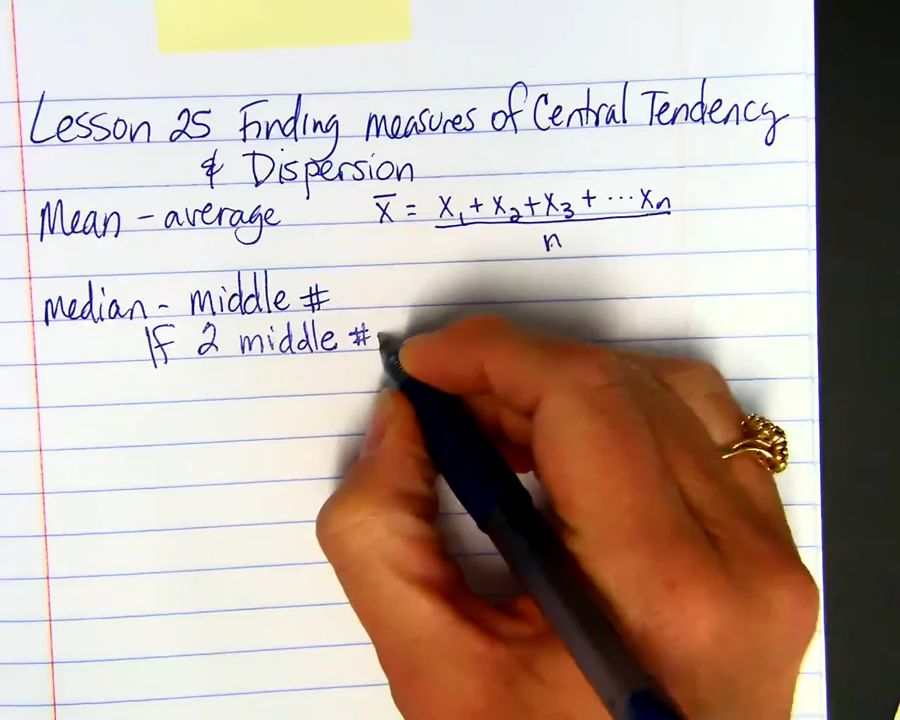 Lesson 25 Finding measures of Central Tendency
& Dispersion
Mean - average x̄ = x₁ + x₂ + x₃ + ... xₙ
n
median - middle #
If 2 middle #